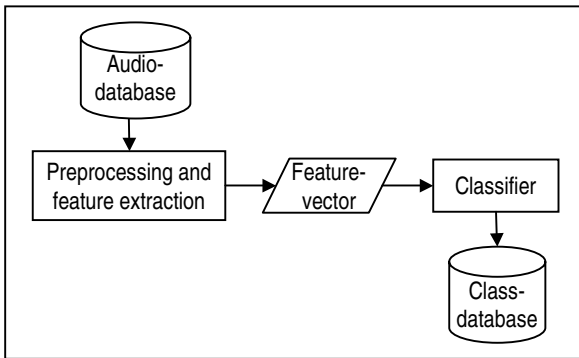 Audio-
database
Preprocessing and
feature extraction
Feature-
vector
Classifier
Class-
database